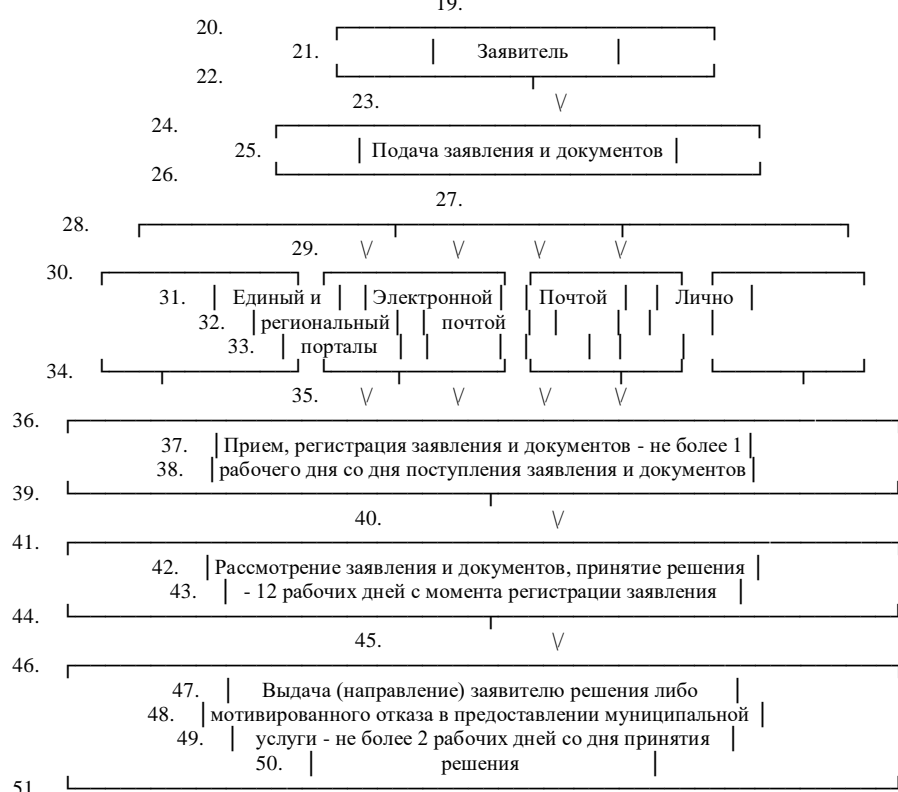 19.
20.
21. Заявитель
22.
23. \/
24.
25. Подача заявления и документов
26.
27.
28.
29. \/ \/ \/ \/
30.
31. Единый и Электронной Почтой Лично
32. региональный почтой
33. порталы
34.
35. \/ \/ \/ \/
36.
37. Прием, регистрация заявления и документов - не более 1
38. рабочего дня со дня поступления заявления и документов
39.
40. \/
41.
42. Рассмотрение заявления и документов, принятие решения
43. - 12 рабочих дней с момента регистрации заявления
44.
45. \/
46.
47. Выдача (направление) заявителю решения либо
48. мотивированного отказа в предоставлении муниципальной
49. услуги - не более 2 рабочих дней со дня принятия
50. решения
51.